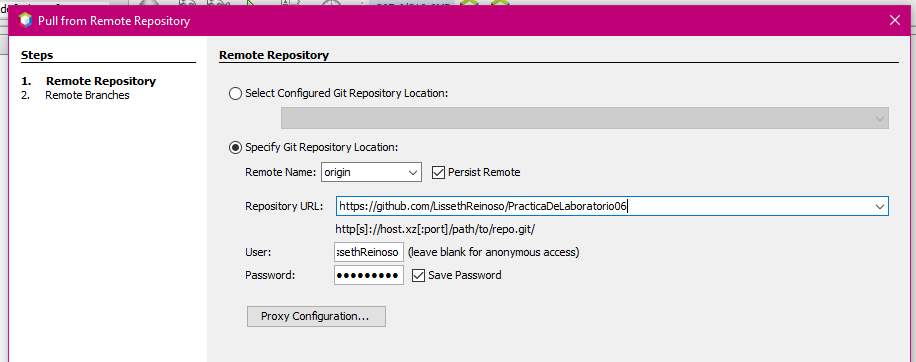 Pull from Remote Repository
Steps
1. Remote Repository
2. Remote Branches
Remote Repository
Select Configured Git Repository Location:
Specify Git Repository Location:
Remote Name: origin Persist Remote
Repository URL: https://github.com/LissethReinoso/PracticaDeLaboratorio06
http[s]://host.xz[:port]/path/to/repo.git/
User: ssethReinoso (leave blank for anonymous access)
Password: ●●●●●●●●● Save Password
Proxy Configuration...